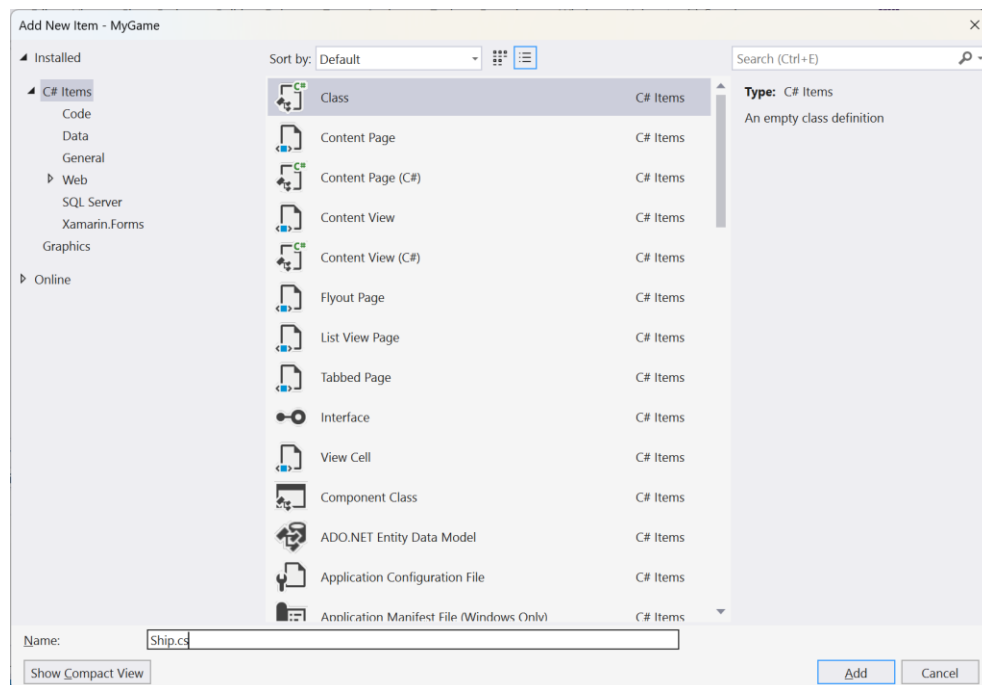 Add New Item - MyGame
Installed
C# Items
Code
Data
General
Web
SQL Server
Xamarin.Forms
Graphics
Online
Sort by: Default
C# Class C# Items
Content Page C# Items
C# Content Page (C#) C# Items
Content View C# Items
C# Content View (C#) C# Items
Flyout Page C# Items
List View Page C# Items
Tabbed Page C# Items
Interface C# Items
View Cell C# Items
Component Class C# Items
ADO.NET Entity Data Model C# Items
Application Configuration File C# Items
Application Manifest File (Windows Only) C# Items
Search (Ctrl+E)
Type: C# Items
An empty class definition
Name: Ship.cs
Show Compact View
Add Cancel